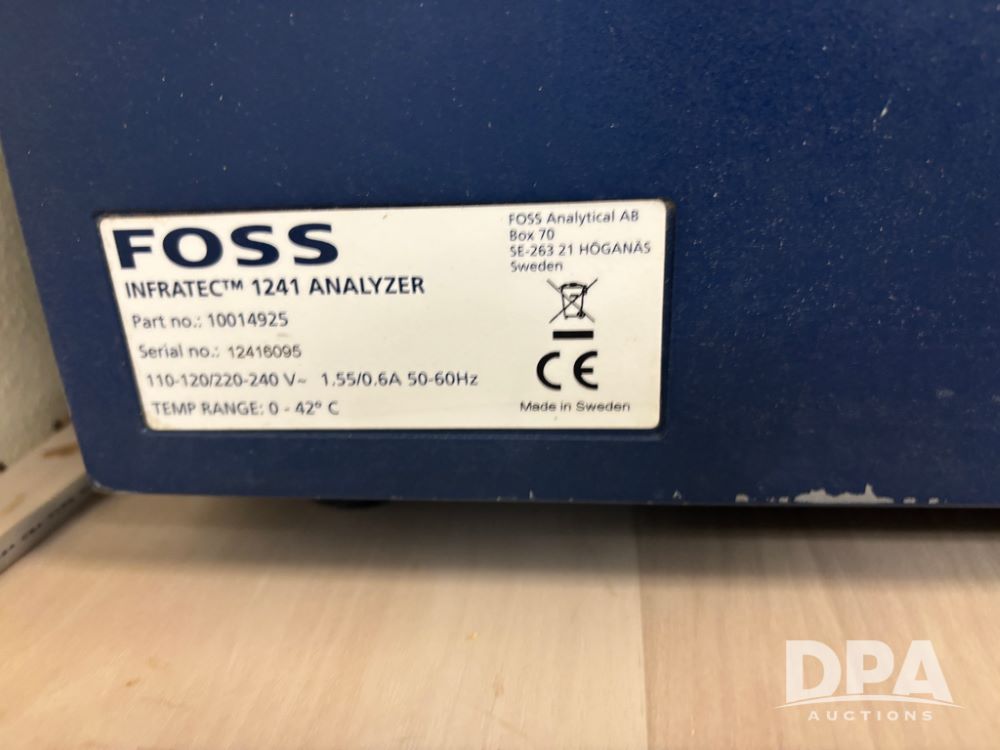 FOSS
INFRATEC™ 1241 ANALYZER
Part no.: 10014925
Serial no.: 12416095
110-120/220-240 V~ 1.55/0.6A 50-60Hz
TEMP RANGE: 0 - 42° C
FOSS Analytical AB
Box 70
SE-263 21 HÖGANÄS
Sweden
CE
Made in Sweden
DPA
AUCTIONS